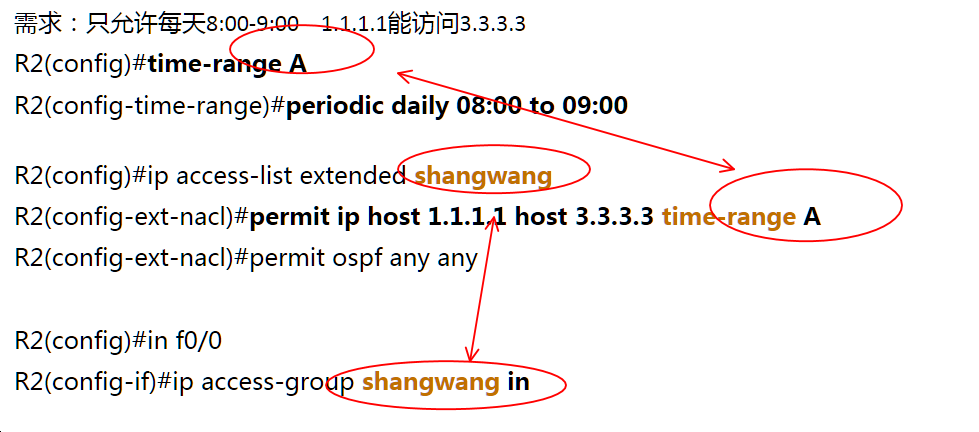 需求：只允许每天8:00-9:00 1.1.1.1能访问3.3.3.3
R2(config)#time-range A
R2(config-time-range)#periodic daily 08:00 to 09:00
R2(config)#ip access-list extended shangwang
R2(config-ext-nacl)#permit ip host 1.1.1.1 host 3.3.3.3 time-range A
R2(config-ext-nacl)#permit ospf any any
R2(config)#in f0/0
R2(config-if)#ip access-group shangwang in